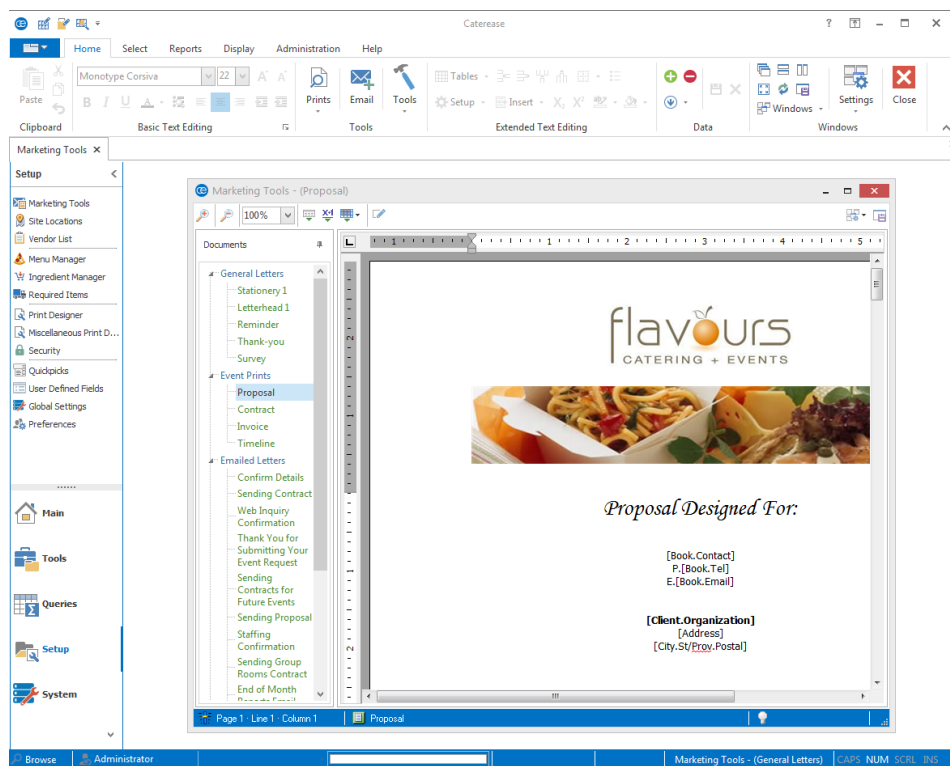 Caterease
Home Select Reports Display Administration Help
Monotype Corsiva 22
Tables
Setup Insert
Paste
B I U A
Prints Email Tools
Windows
Settings Close
Clipboard Basic Text Editing Tools Extended Text Editing Data Windows
Marketing Tools
Setup
Marketing Tools
Site Locations
Vendor List
Menu Manager
Ingredient Manager
Required Items
Print Designer
Miscellaneous Print D...
Security
Quickpicks
User Defined Fields
Global Settings
Preferences
Main
Tools
Queries
Setup
System
Marketing Tools - (Proposal)
100%
Documents
General Letters
Stationery 1
Letterhead 1
Reminder
Thank-you
Survey
Event Prints
Proposal
Contract
Invoice
Timeline
Emailed Letters
Confirm Details
Sending Contract
Web Inquiry
Confirmation
Thank You for
Submitting Your
Event Request
Sending
Contracts for
Future Events
Sending Proposal
Staffing
Confirmation
Sending Group
Rooms Contract
End of Month
1 1 2 3 4 5
flavours
CATERING + EVENTS
Proposal Designed For:
[Book.Contact]
P.[Book.Tel]
E.[Book.Email]
[Client.Organization]
[Address]
[City.St/Prov.Postal]
Page 1 · Line 1 · Column 1 Proposal
Browse Administrator Marketing Tools - (General Letters) CAPS NUM SCRL INS